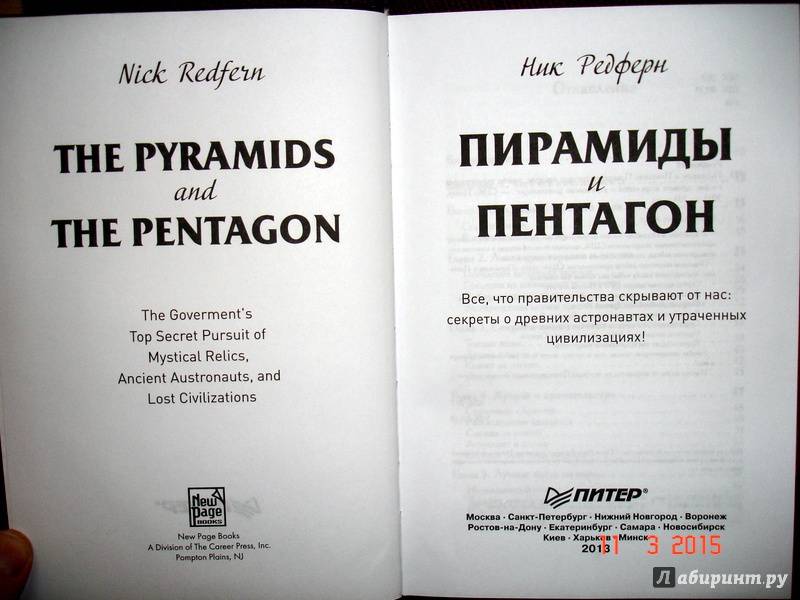 Nick Redfern
THE PYRAMIDS
and
THE PENTAGON
The Goverment's
Top Secret Pursuit of
Mystical Relics,
Ancient Austronauts, and
Lost Civilizations
New
Page
BOOKS
New Page Books
A Division of The Career Press, Inc.
Pompton Plains, NJ
Ник Редферн
ПИРАМИДЫ
и
ПЕНТАГОН
Все, что правительства скрывают от нас:
секреты о древних астронавтах и утраченных
цивилизациях!
ПИТЕР®
Москва · Санкт-Петербург · Нижний Новгород · Воронеж
Ростов-на-Дону · Екатеринбург · Самара · Новосибирск
Киев · Харьков · Минск
2013
11 3 2015
Лабиринт.ру